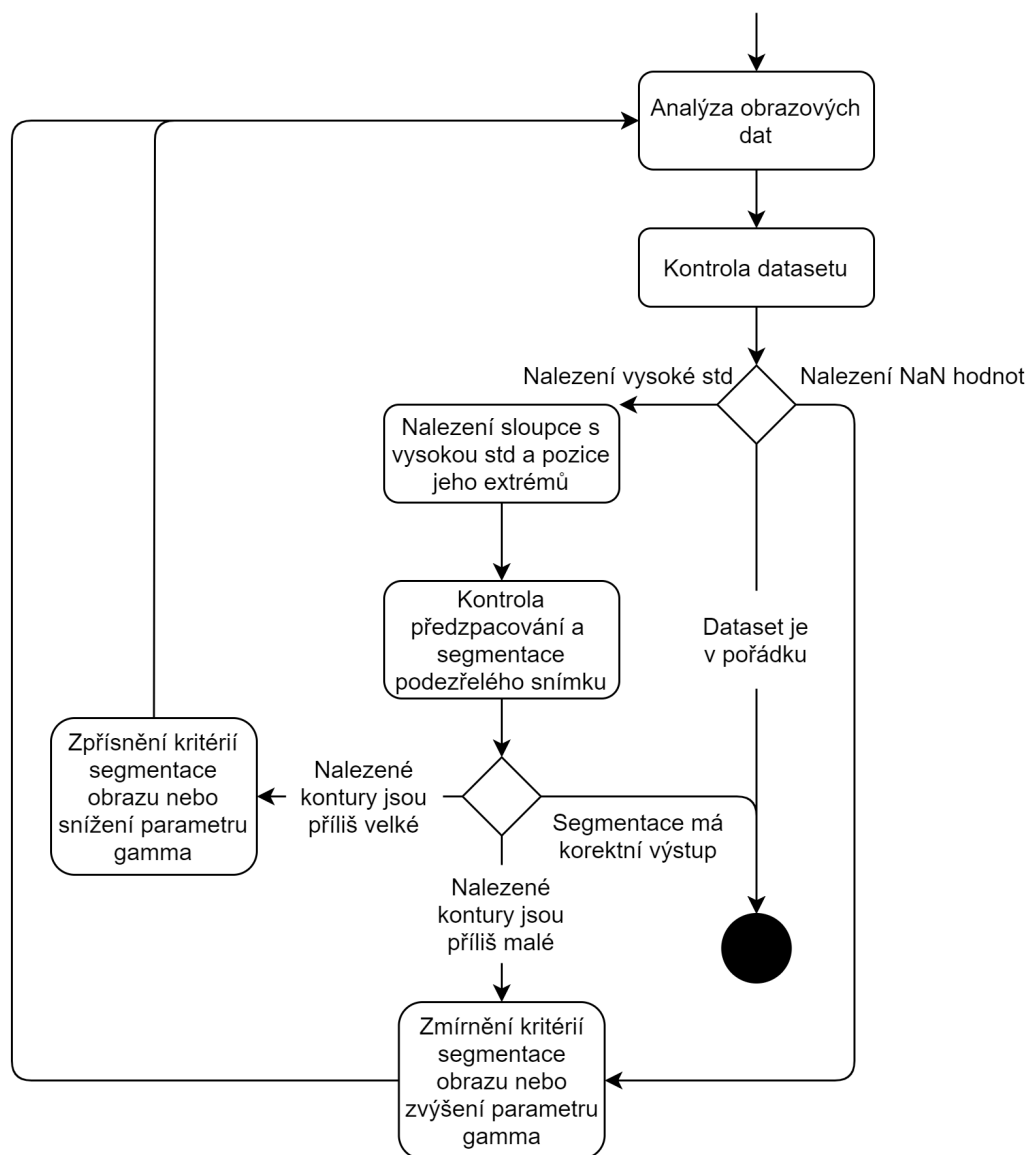 Analýza obrazových
dat
Kontrola datasetu
Nalezení vysoké std
Nalezení NaN hodnot
Nalezení sloupce s
vysokou std a pozice
jeho extrémů
Kontrola
předzpacování a
segmentace
podezřelého snímku
Dataset je
v pořádku
Zpřísnění kritérií
segmentace
obrazu nebo
snížení parametru
gamma
Nalezené
kontury jsou
příliš velké
Segmentace má
korektní výstup
Nalezené
kontury jsou
příliš malé
Zmírnění kritérií
segmentace
obrazu nebo
zvýšení parametru
gamma